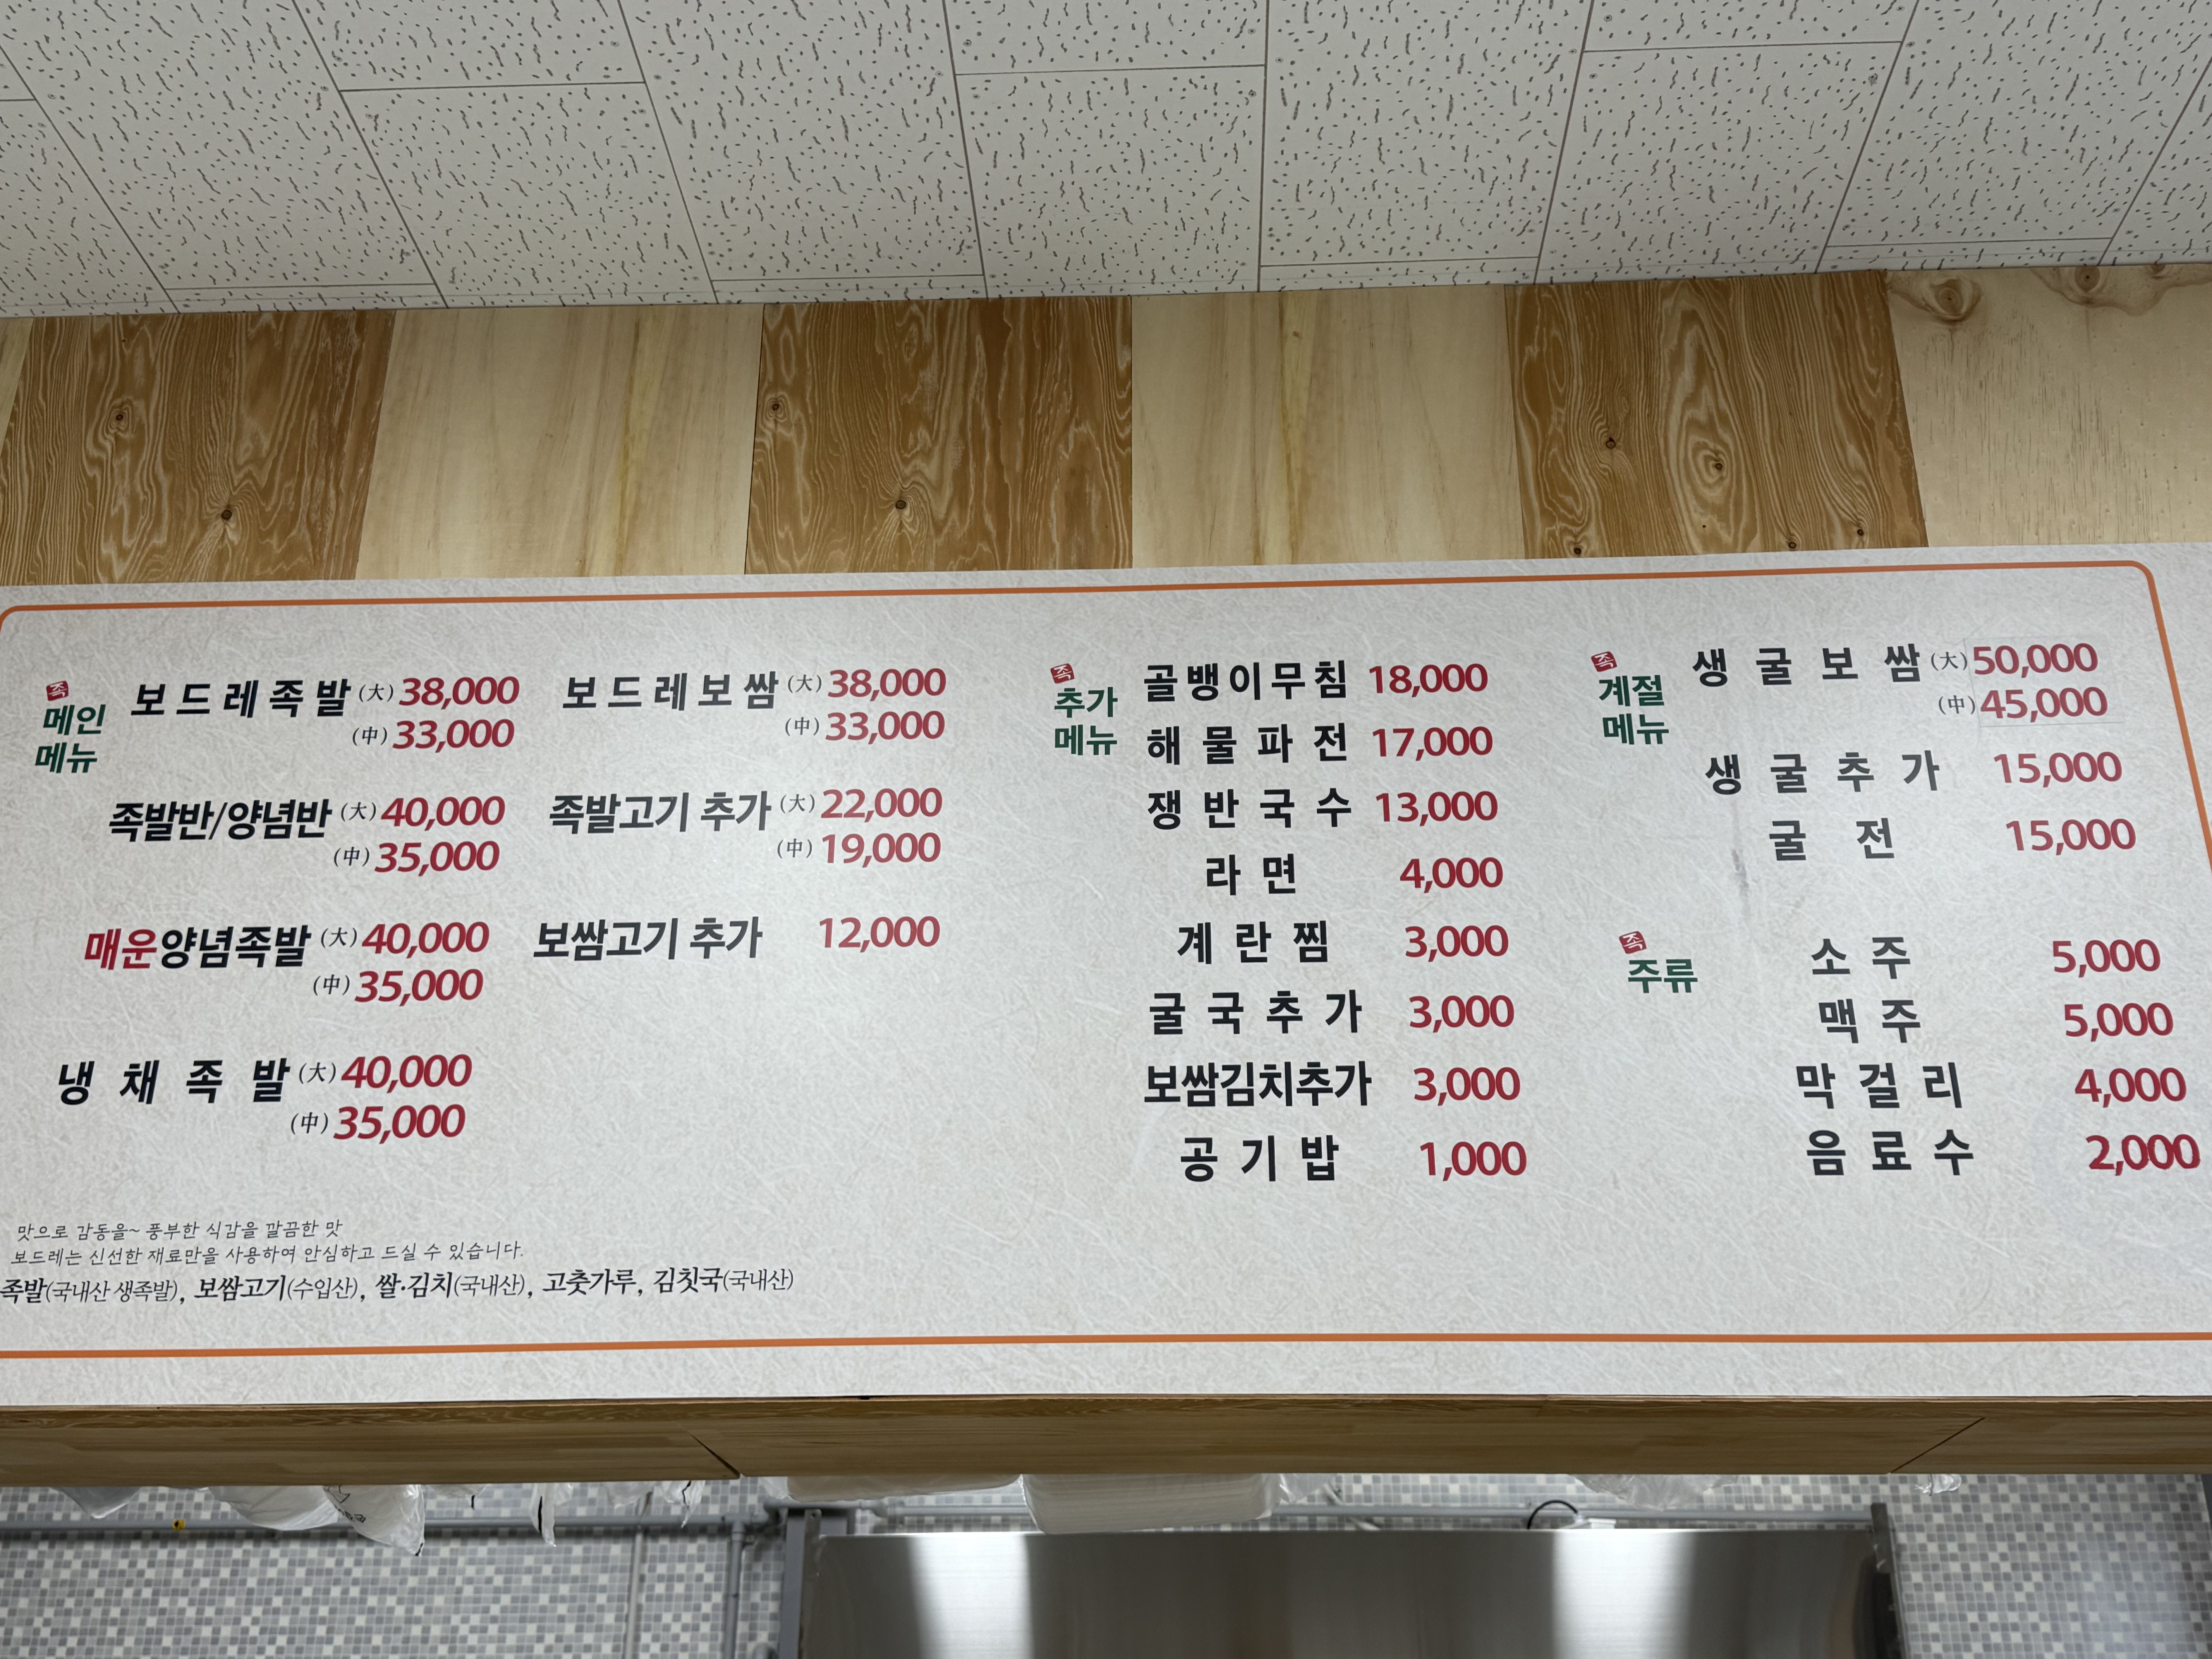 족
메인
메뉴
보드레족발 (大) 38,000
(中) 33,000
족발반/양념반 (大) 40,000
(中) 35,000
매운양념족발 (大) 40,000
(中) 35,000
냉채족발 (大) 40,000
(中) 35,000
보드레보쌈 (大) 38,000
(中) 33,000
족발고기 추가 (大) 22,000
(中) 19,000
보쌈고기 추가 12,000
족
추가
메뉴
골뱅이무침 18,000
해물파전 17,000
쟁반국수 13,000
라면 4,000
계란찜 3,000
굴국추가 3,000
보쌈김치추가 3,000
공기밥 1,000
족
계절
메뉴
생굴보쌈 (大) 50,000
(中) 45,000
생굴추가 15,000
굴전 15,000
족
주류
소주 5,000
맥주 5,000
막걸리 4,000
음료수 2,000
맛으로 감동을~ 풍부한 식감을 깔끔한 맛
보드레는 신선한 재료만을 사용하여 안심하고 드실 수 있습니다.
족발(국내산 생족발), 보쌈고기(수입산), 쌀·김치(국내산), 고춧가루, 김칫국(국내산)